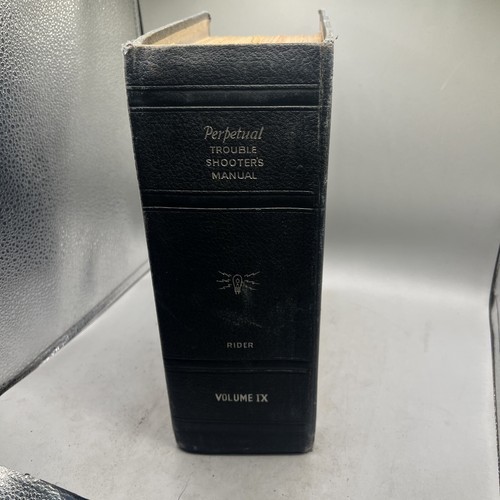 Perpetual
TROUBLE
SHOOTER'S
MANUAL
RIDER
VOLUME IX